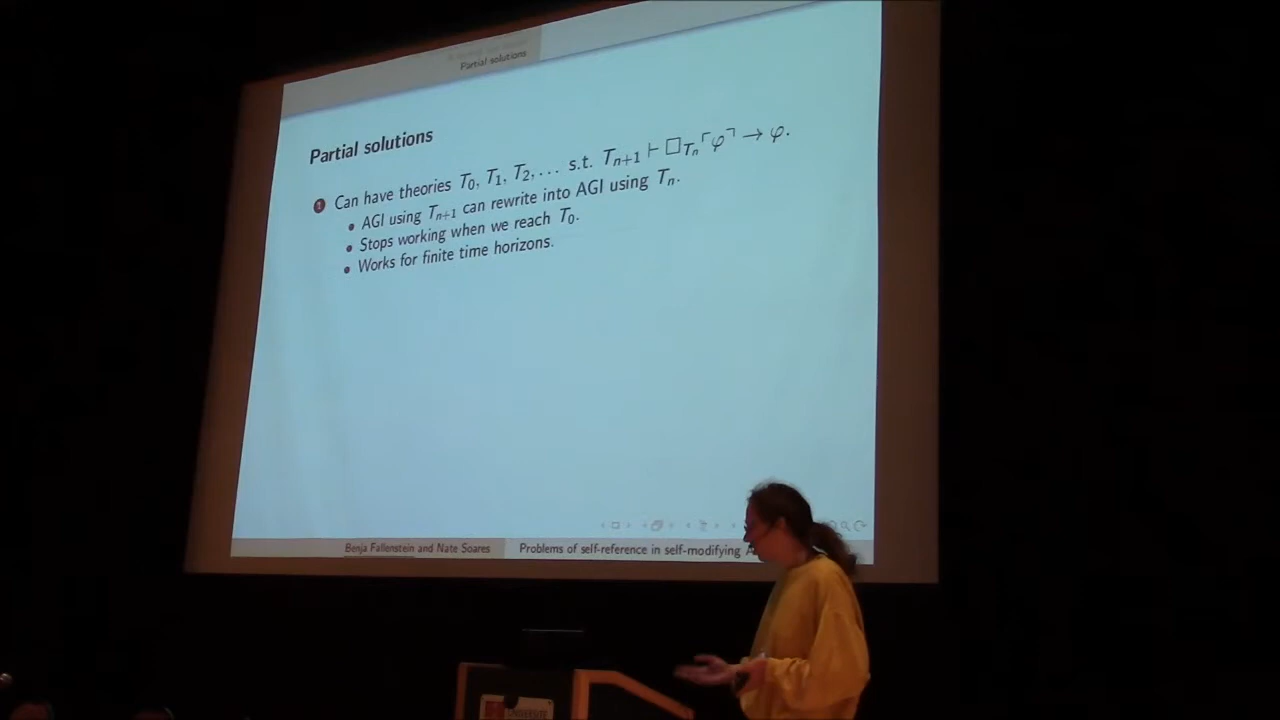 Partial solutions
Partial solutions
1 Can have theories T₀, T₁, T₂, … s.t. Tₙ₊₁ ⊢ □_Tₙ⌜φ⌝ → φ.
• AGI using Tₙ₊₁ can rewrite into AGI using Tₙ.
• Stops working when we reach T₀.
• Works for finite time horizons.
Benja Fallenstein and Nate Soares
Problems of self-reference in self-modifying